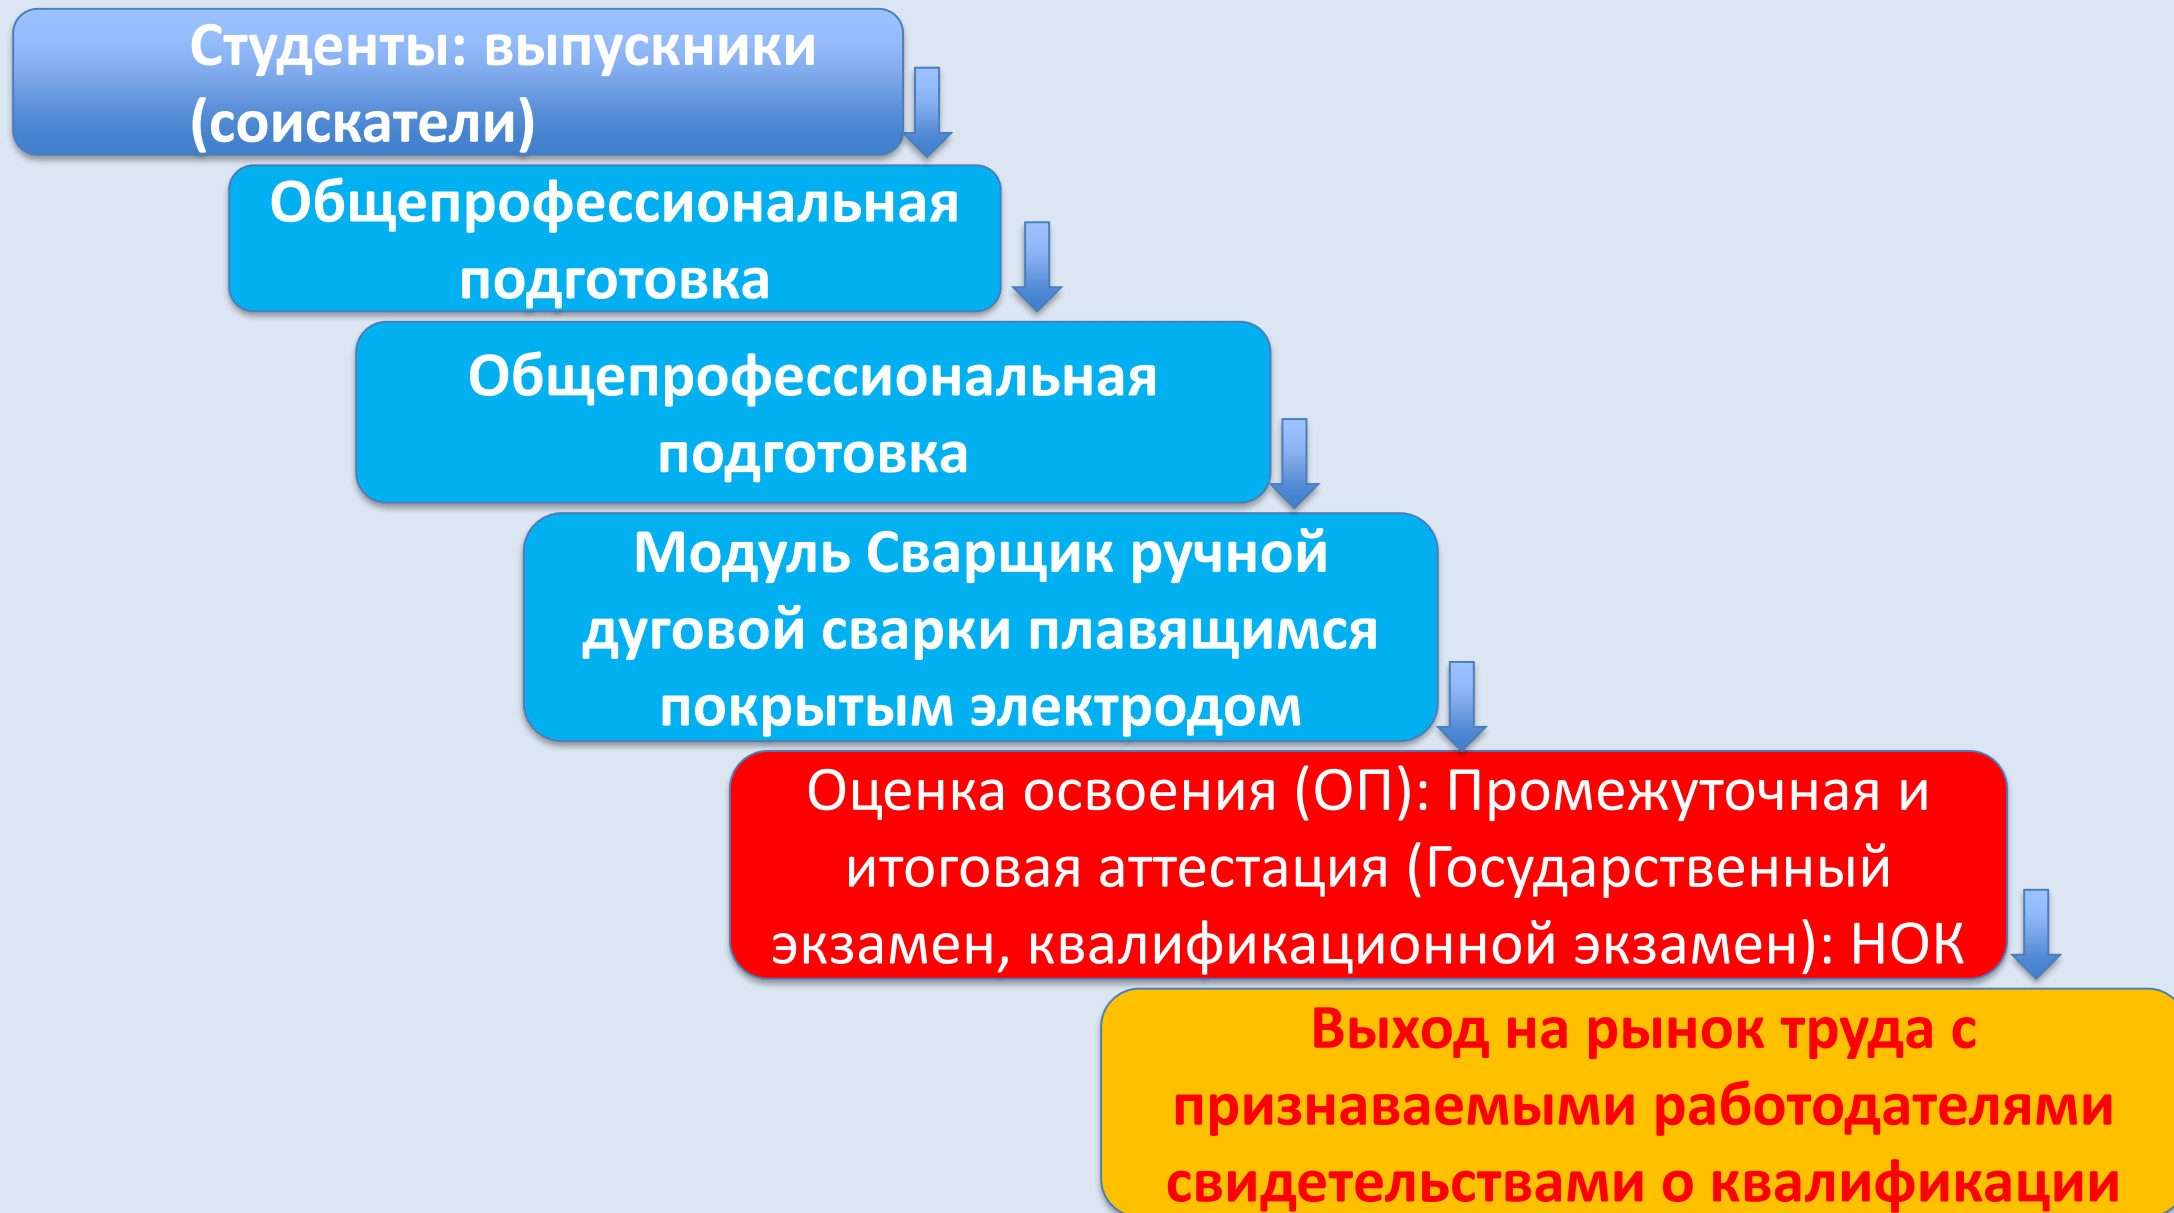 Студенты: выпускники
(соискатели)
Общепрофессиональная
подготовка
Общепрофессиональная
подготовка
Модуль Сварщик ручной
дуговой сварки плавящимся
покрытым электродом
Оценка освоения (ОП): Промежуточная и
итоговая аттестация (Государственный
экзамен, квалификационной экзамен): НОК
Выход на рынок труда с
признаваемыми работодателями
свидетельствами о квалификации